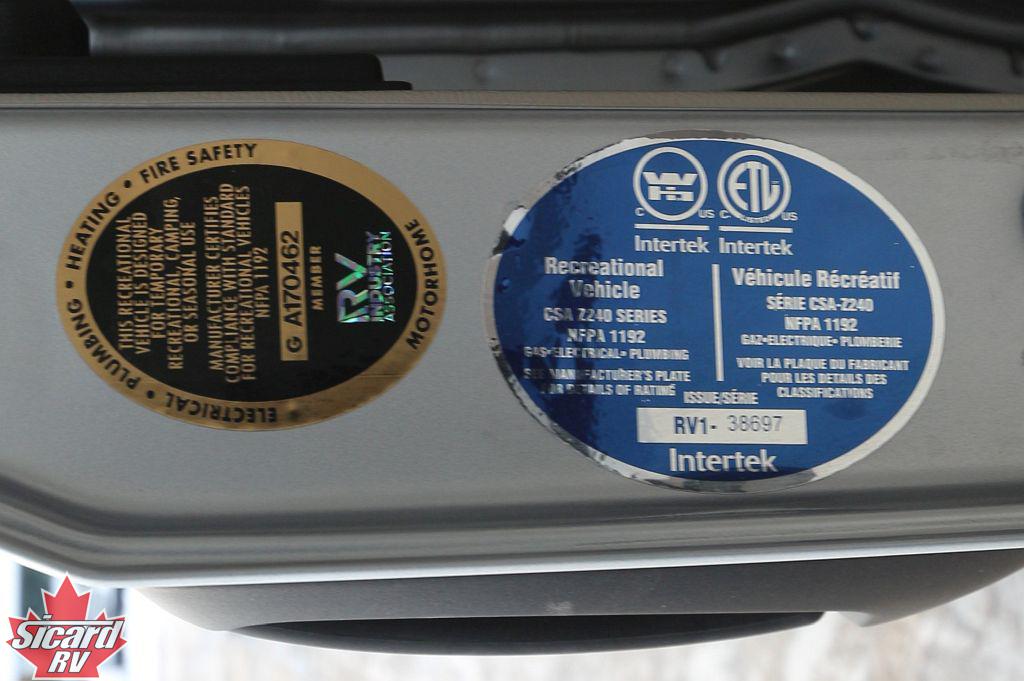 PLUMBING • HEATING • FIRE SAFETY
THIS RECREATIONAL
VEHICLE IS DESIGNED
FOR TEMPORARY
RECREATIONAL, CAMPING,
OR SEASONAL USE
MANUFACTURER CERTIFIES
COMPLIANCE WITH STANDARD
FOR RECREATIONAL VEHICLES
NFPA 1192
G A170462
MEMBER
RV
INDUSTRY
ASSOCIATION
MOTORHOME
• ELECTRICAL •
WH
C US
Intertek
ETL
LISTED
C US
Intertek
Recreational
Vehicle
CSA Z240 SERIES
NFPA 1192
GAS•ELECTRICAL•PLUMBING
SEE MANUFACTURER'S PLATE
FOR DETAILS OF RATING
Véhicule Récréatif
SÉRIE CSA-Z240
NFPA 1192
GAZ•ELECTRIQUE•PLOMBERIE
VOIR LA PLAQUE DU FABRICANT
POUR LES DETAILS DES
CLASSIFICATIONS
ISSUE/SÉRIE
RV1- 38697
Intertek
Sicard
RV